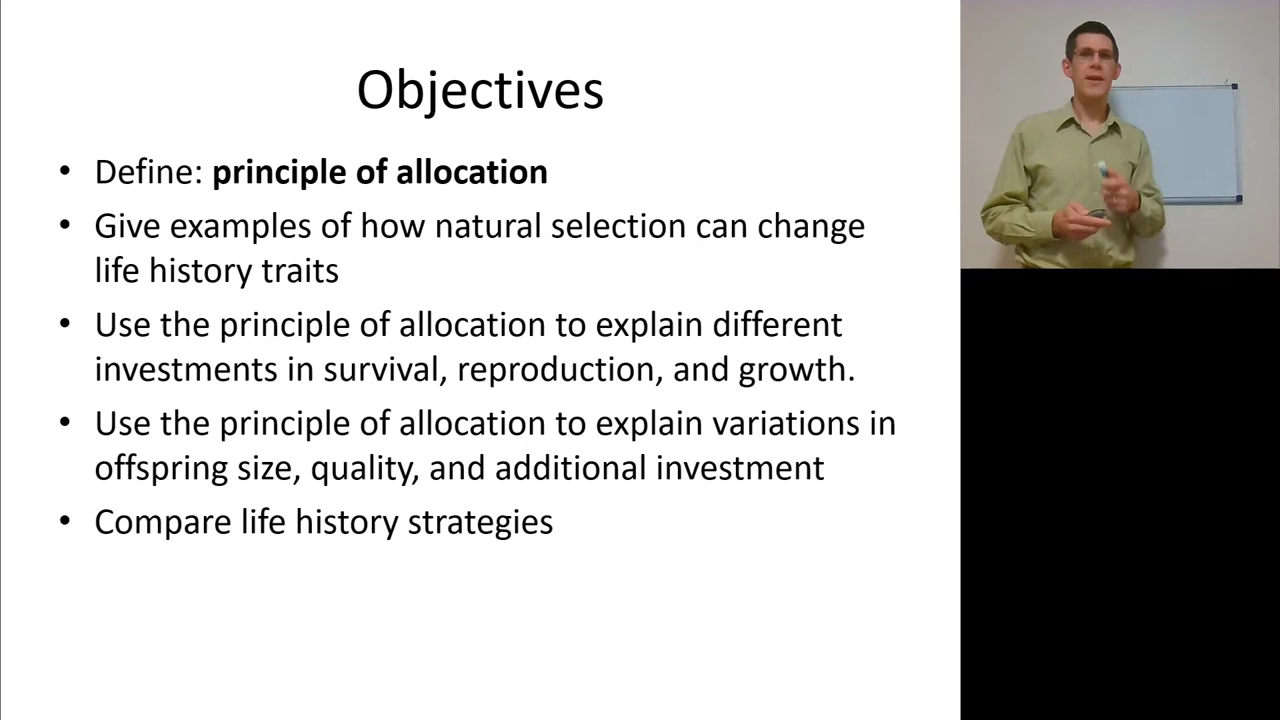 Objectives
• Define: principle of allocation
• Give examples of how natural selection can change
life history traits
• Use the principle of allocation to explain different
investments in survival, reproduction, and growth.
• Use the principle of allocation to explain variations in
offspring size, quality, and additional investment
• Compare life history strategies